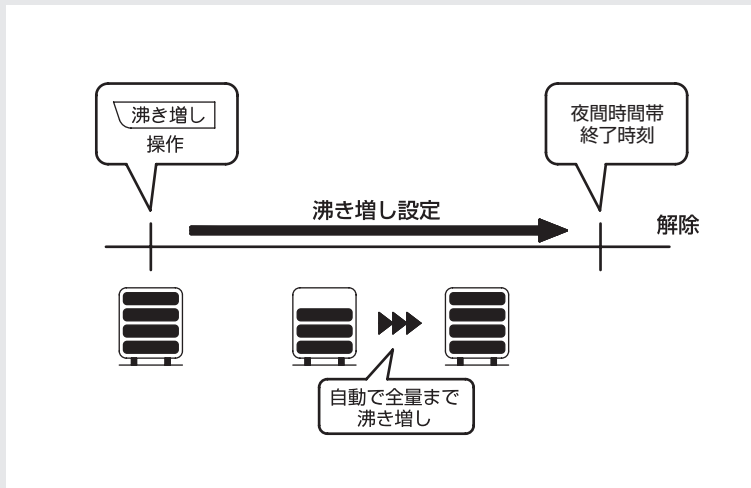 沸き増し
操作
夜間時間帯
終了時刻
沸き増し設定
解除
自動で全量まで
沸き増し